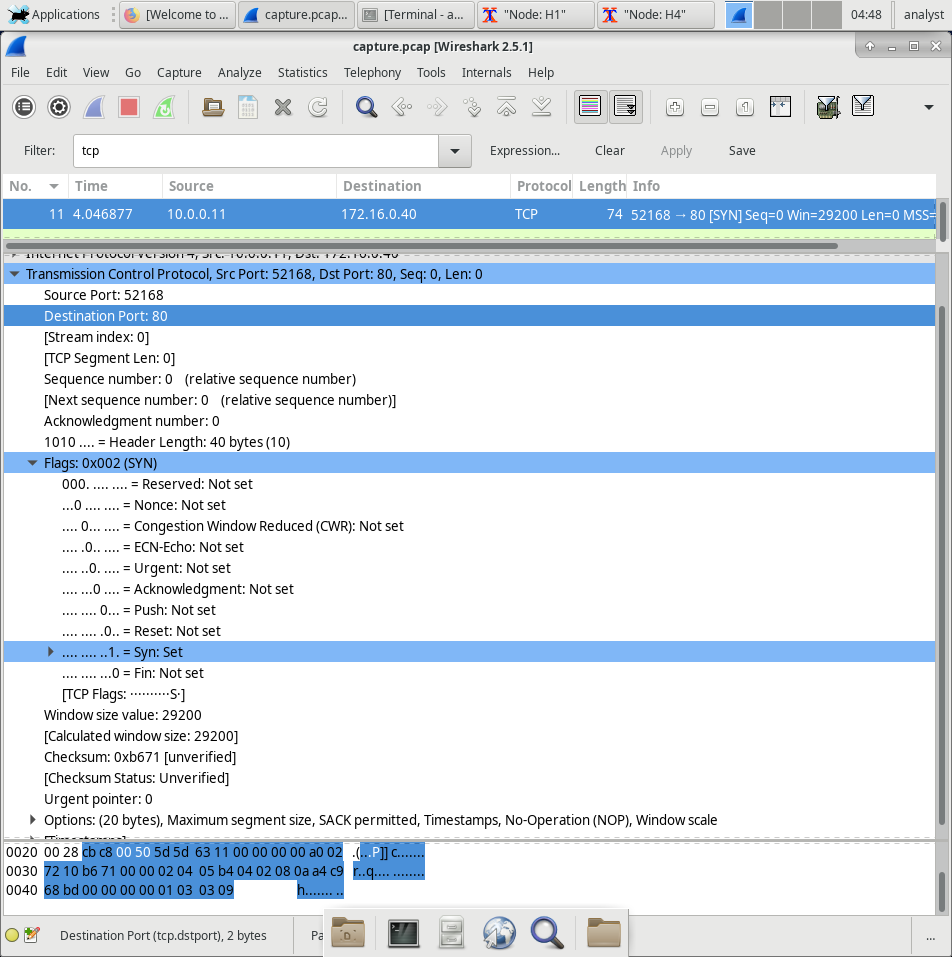 Applications [Welcome to ... capture.pcap... [Terminal - a... "Node: H1" "Node: H4" 04:48 analyst
capture.pcap [Wireshark 2.5.1]
File Edit View Go Capture Analyze Statistics Telephony Tools Internals Help
Filter: tcp Expression... Clear Apply Save
No. Time Source Destination Protocol Length Info
11 4.046877 10.0.0.11 172.16.0.40 TCP 74 52168 → 80 [SYN] Seq=0 Win=29200 Len=0 MSS=
Internet Protocol Version 4, Src: 10.0.0.11, Dst: 172.16.0.40
Transmission Control Protocol, Src Port: 52168, Dst Port: 80, Seq: 0, Len: 0
Source Port: 52168
Destination Port: 80
[Stream index: 0]
[TCP Segment Len: 0]
Sequence number: 0 (relative sequence number)
[Next sequence number: 0 (relative sequence number)]
Acknowledgment number: 0
1010 .... = Header Length: 40 bytes (10)
Flags: 0x002 (SYN)
000. .... .... = Reserved: Not set
...0 .... .... = Nonce: Not set
.... 0... .... = Congestion Window Reduced (CWR): Not set
.... .0.. .... = ECN-Echo: Not set
.... ..0. .... = Urgent: Not set
.... ...0 .... = Acknowledgment: Not set
.... .... 0... = Push: Not set
.... .... .0.. = Reset: Not set
.... .... ..1. = Syn: Set
.... .... ...0 = Fin: Not set
[TCP Flags: ··········S·]
Window size value: 29200
[Calculated window size: 29200]
Checksum: 0xb671 [unverified]
[Checksum Status: Unverified]
Urgent pointer: 0
Options: (20 bytes), Maximum segment size, SACK permitted, Timestamps, No-Operation (NOP), Window scale
[Timestamps]
0020 00 28 cb c8 00 50 5d 5d 63 11 00 00 00 00 a0 02 .(...P]] c.......
0030 72 10 b6 71 00 00 02 04 05 b4 04 02 08 0a a4 c9 r..q.... ........
0040 68 bd 00 00 00 00 01 03 03 09 h....... ..
Destination Port (tcp.dstport), 2 bytes Pa ...